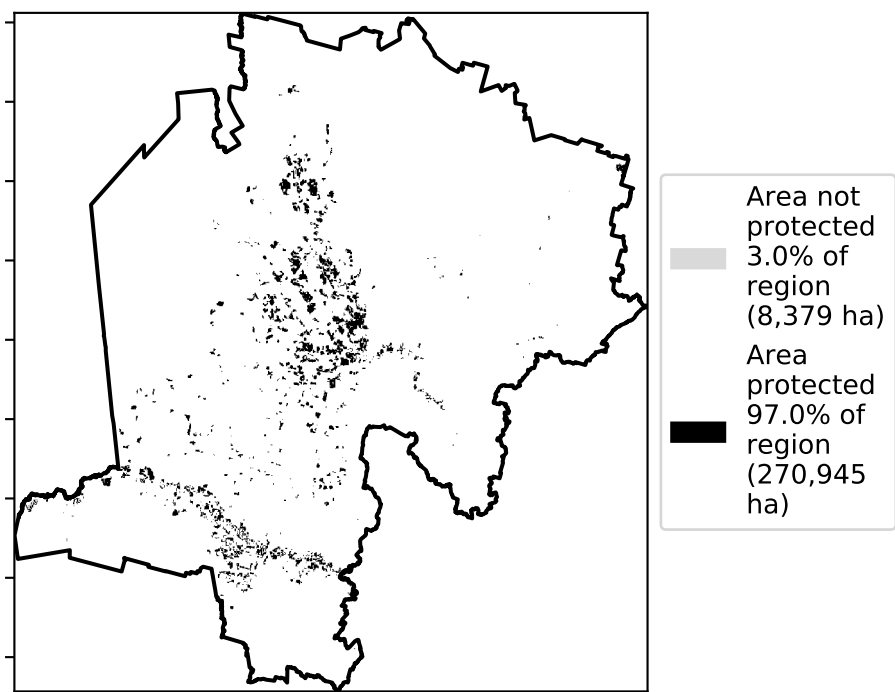 Area not
protected
3.0% of
region
(8,379 ha)
Area
protected
97.0% of
region
(270,945
ha)